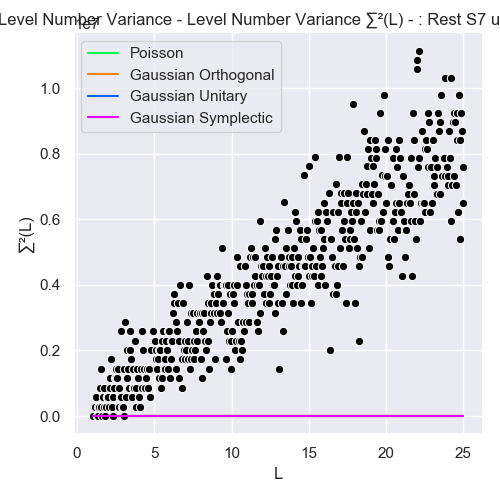 Level Number Variance - Level Number Variance ∑²(L) - : Rest S7 u
1e7
Poisson
Gaussian Orthogonal
Gaussian Unitary
Gaussian Symplectic
1.0
0.8
0.6
0.4
0.2
0.0
∑²(L)
0 5 10 15 20 25
L